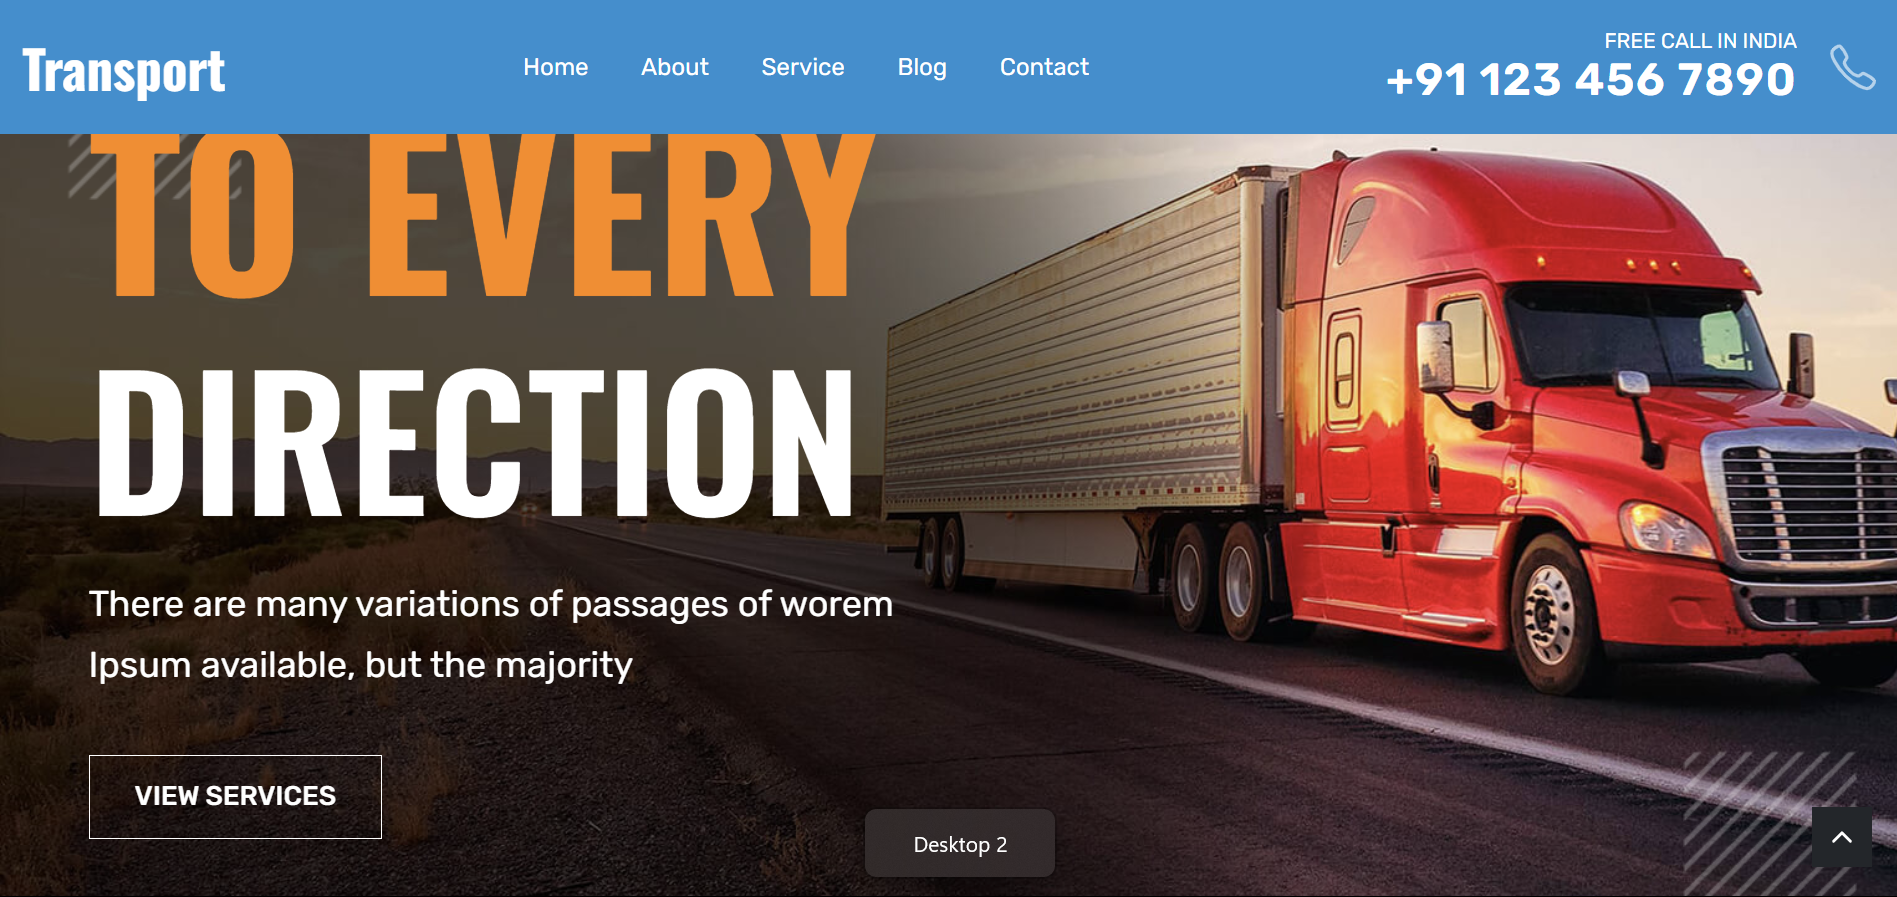 Transport
Home About Service Blog Contact
FREE CALL IN INDIA
+91 123 456 7890
TO EVERY
DIRECTION
There are many variations of passages of worem
Ipsum available, but the majority
VIEW SERVICES
Desktop 2